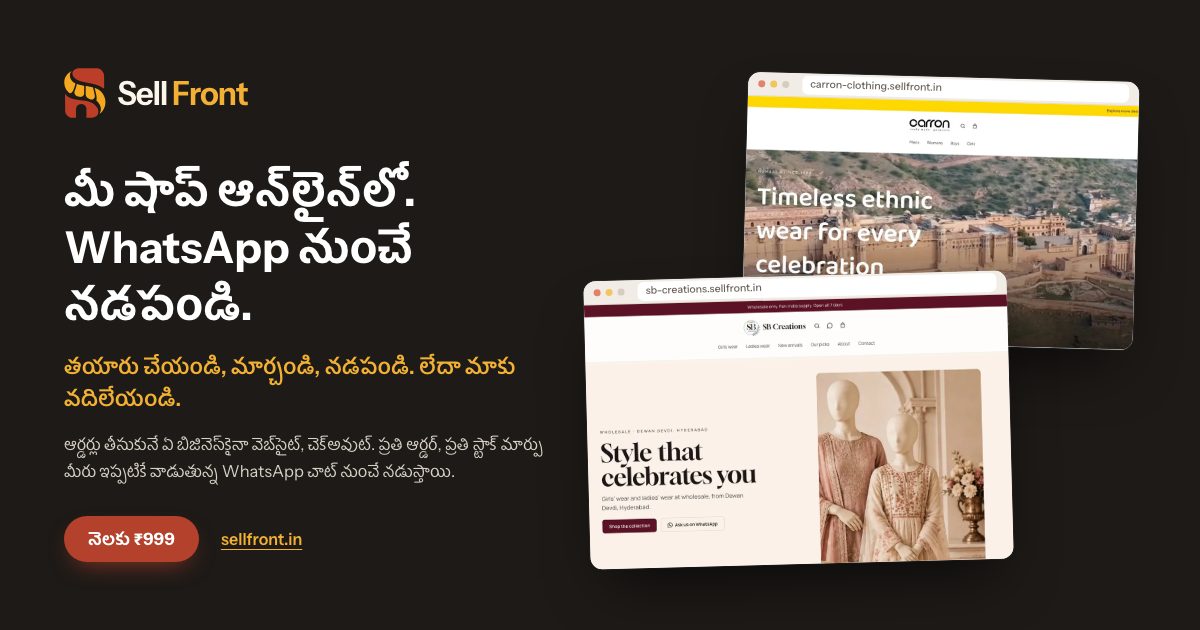 Sell Front
మీ షాప్ ఆన్‌లైన్‌లో.
WhatsApp నుంచే
నడపండి.
తయారు చేయండి, మార్చండి, నడపండి. లేదా మాకు
వదిలేయండి.
ఆర్డర్లు తీసుకునే ఏ బిజినెస్‌కైనా వెబ్‌సైట్, చెక్అవుట్. ప్రతి ఆర్డర్, ప్రతి స్టాక్ మార్పు
మీరు ఇప్పటికే వాడుతున్న WhatsApp చాట్ నుంచే నడుస్తాయి.
నెలకు ₹999
sellfront.in
carron-clothing.sellfront.in
carron
Mens Womens Boys Girls
Timeless ethnic
wear for every
celebration
sb-creations.sellfront.in
SB SB Creations
Girls wear Ladies wear New arrivals Our picks About Contact
WHOLESALE · DEWAN DEVDI, HYDERABAD
Style that
celebrates you
Girls' wear and ladies' wear at wholesale, from Dewan
Devdi, Hyderabad.
Shop the collection
Ask us on WhatsApp